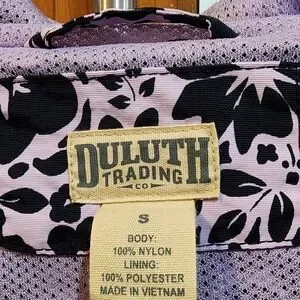 DULUTH
TRADING
CO
S
BODY:
100% NYLON
LINING:
100% POLYESTER
MADE IN VIETNAM